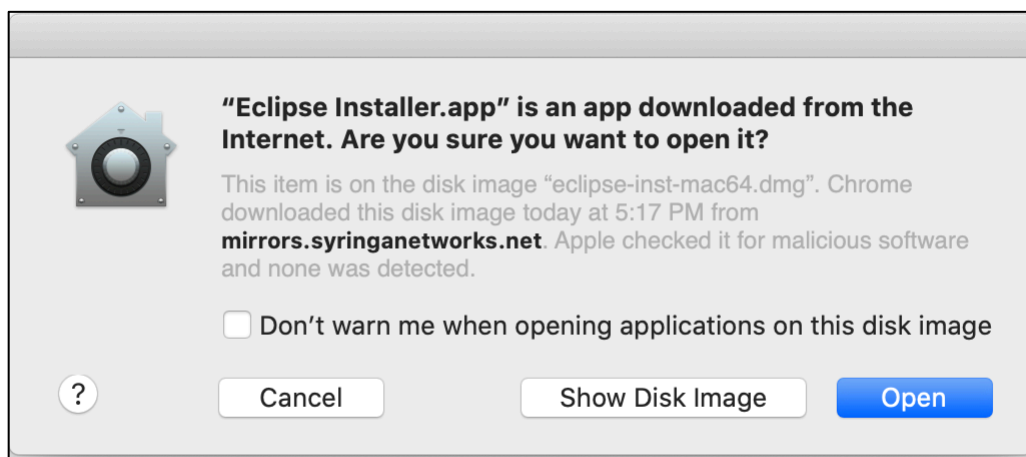 “Eclipse Installer.app” is an app downloaded from the
Internet. Are you sure you want to open it?
This item is on the disk image “eclipse-inst-mac64.dmg”. Chrome
downloaded this disk image today at 5:17 PM from
mirrors.syringanetworks.net. Apple checked it for malicious software
and none was detected.
Don’t warn me when opening applications on this disk image
? Cancel Show Disk Image Open